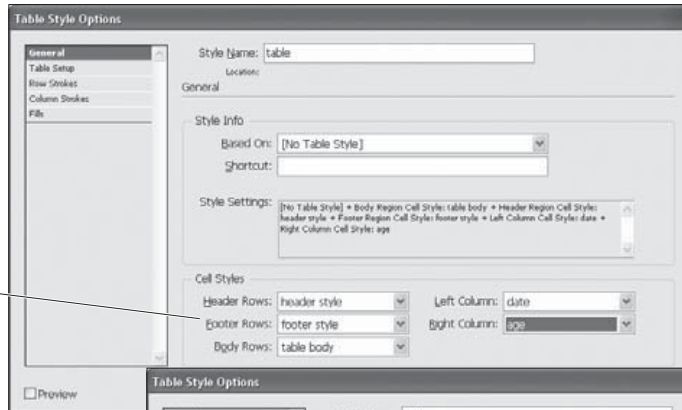 Table Style Options
General
Table Setup
Row Strokes
Column Strokes
Fills
Style Name: table
Location:
General
Style Info
Based On: [No Table Style]
Shortcut:
Style Settings: [No Table Style] + Body Region Cell Style: table body + Header Region Cell Style:
header style + Footer Region Cell Style: footer style + Left Column Cell Style: date +
Right Column Cell Style: age
Cell Styles
Header Rows: header style Left Column: date
Footer Rows: footer style Right Column: age
Body Rows: table body
Preview
Table Style Options